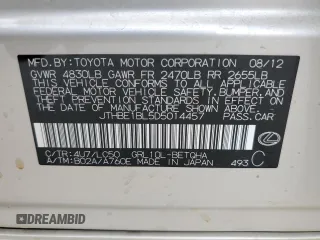 MFD.BY:TOYOTA MOTOR CORPORATION 08/12
GVWR 4830LB GAWR FR 2470LB RR 2655LB
THIS VEHICLE CONFORMS TO ALL APPLICABLE
FEDERAL MOTOR VEHICLE SAFETY, BUMPER, AND
THEFT PREVENTION STANDARDS IN EFFECT ON
THE DATE OF MANUFACTURE SHOWN ABOVE.
JTHBE1BL5D5014457 PASS.CAR
C/TR:4U7/LC50 GRL10L-BETQHA
A/TM:B02A/A760E MADE IN JAPAN 493 C